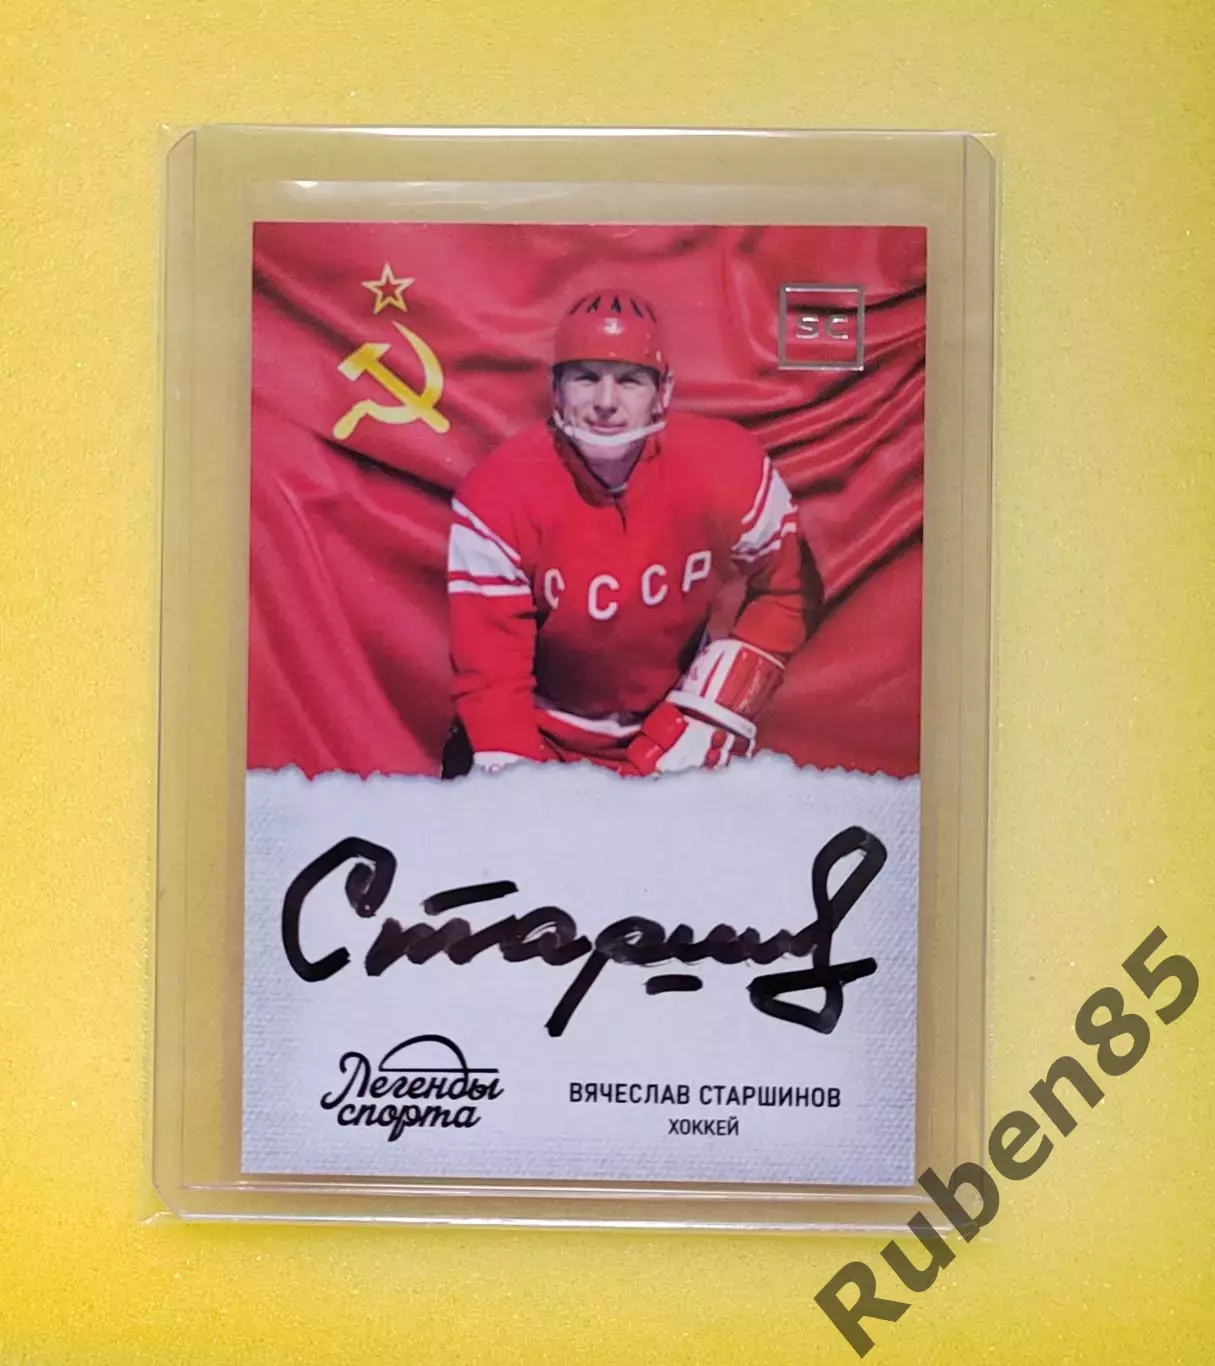 SC
СССР
Старшинов
Легенды
спорта
ВЯЧЕСЛАВ СТАРШИНОВ
ХОККЕЙ
Ruben85